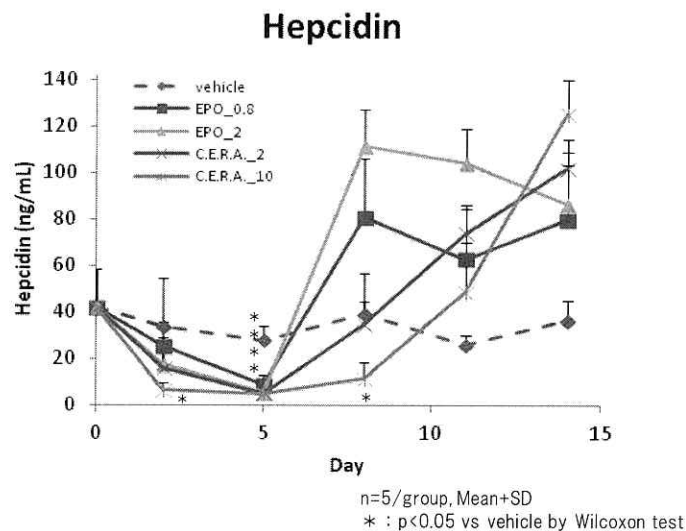 Hepcidin
140
120
100
80
60
40
20
0
Hepcidin (ng/mL)
vehicle
EPO_0.8
EPO_2
C.E.R.A._2
C.E.R.A._10
*
*
*
*
*
*
0 5 10 15
Day
n=5/group, Mean+SD
* : p<0.05 vs vehicle by Wilcoxon test